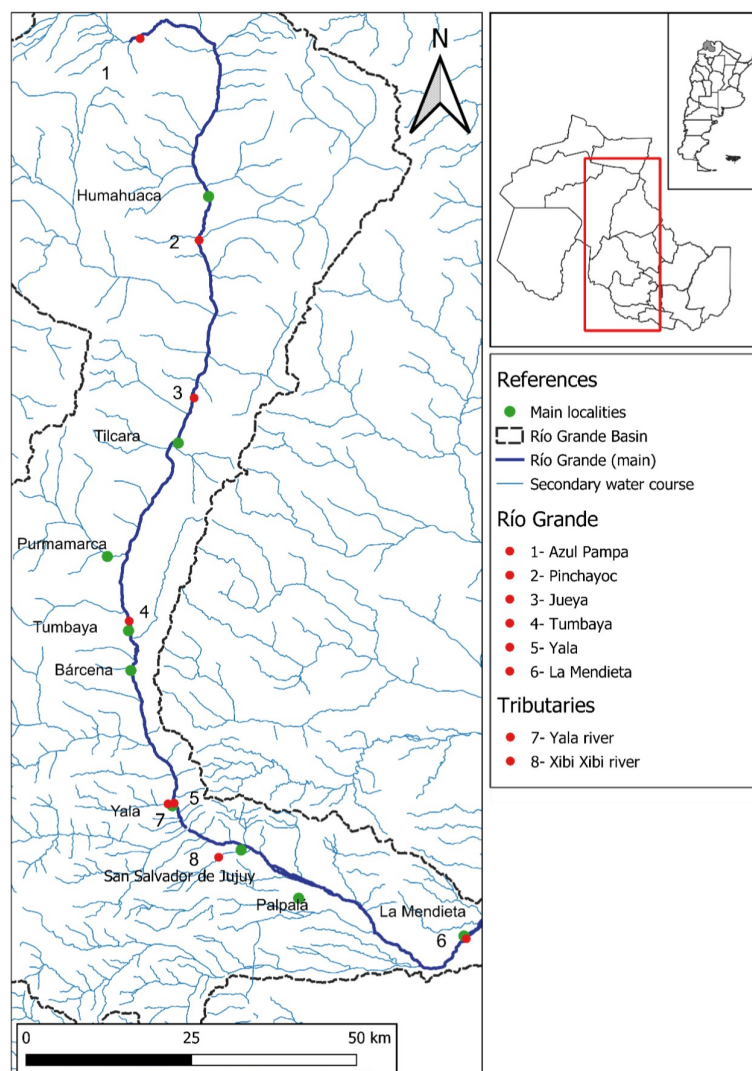 N
1
Humahuaca
2
3
Tilcara
Purmamarca
4
Tumbaya
Bárcena
5
Yala
7
8
San Salvador de Jujuy
Palpalá
La Mendieta
6
0 25 50 km
References
Main localities
Río Grande Basin
Río Grande (main)
Secondary water course
Río Grande
1- Azul Pampa
2- Pinchayoc
3- Jueya
4- Tumbaya
5- Yala
6- La Mendieta
Tributaries
7- Yala river
8- Xibi Xibi river